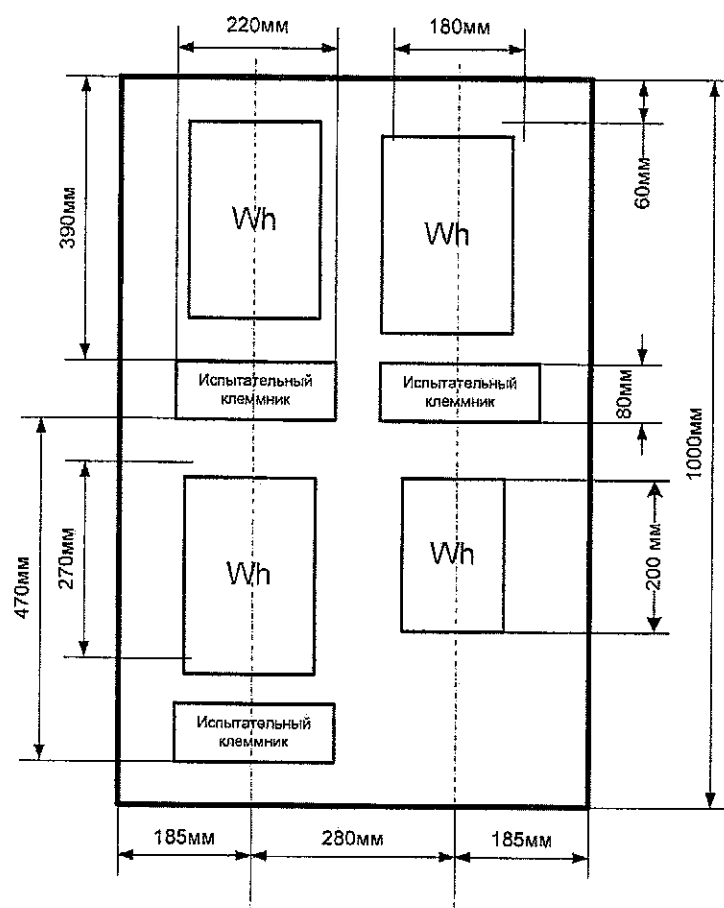 220мм
180мм
390мм
60мм
Wh
Wh
Испытательный
клеммник
Испытательный
клеммник
80мм
1000мм
470мм
270мм
Wh
Wh
200 мм
Испытательный
клеммник
185мм
280мм
185мм